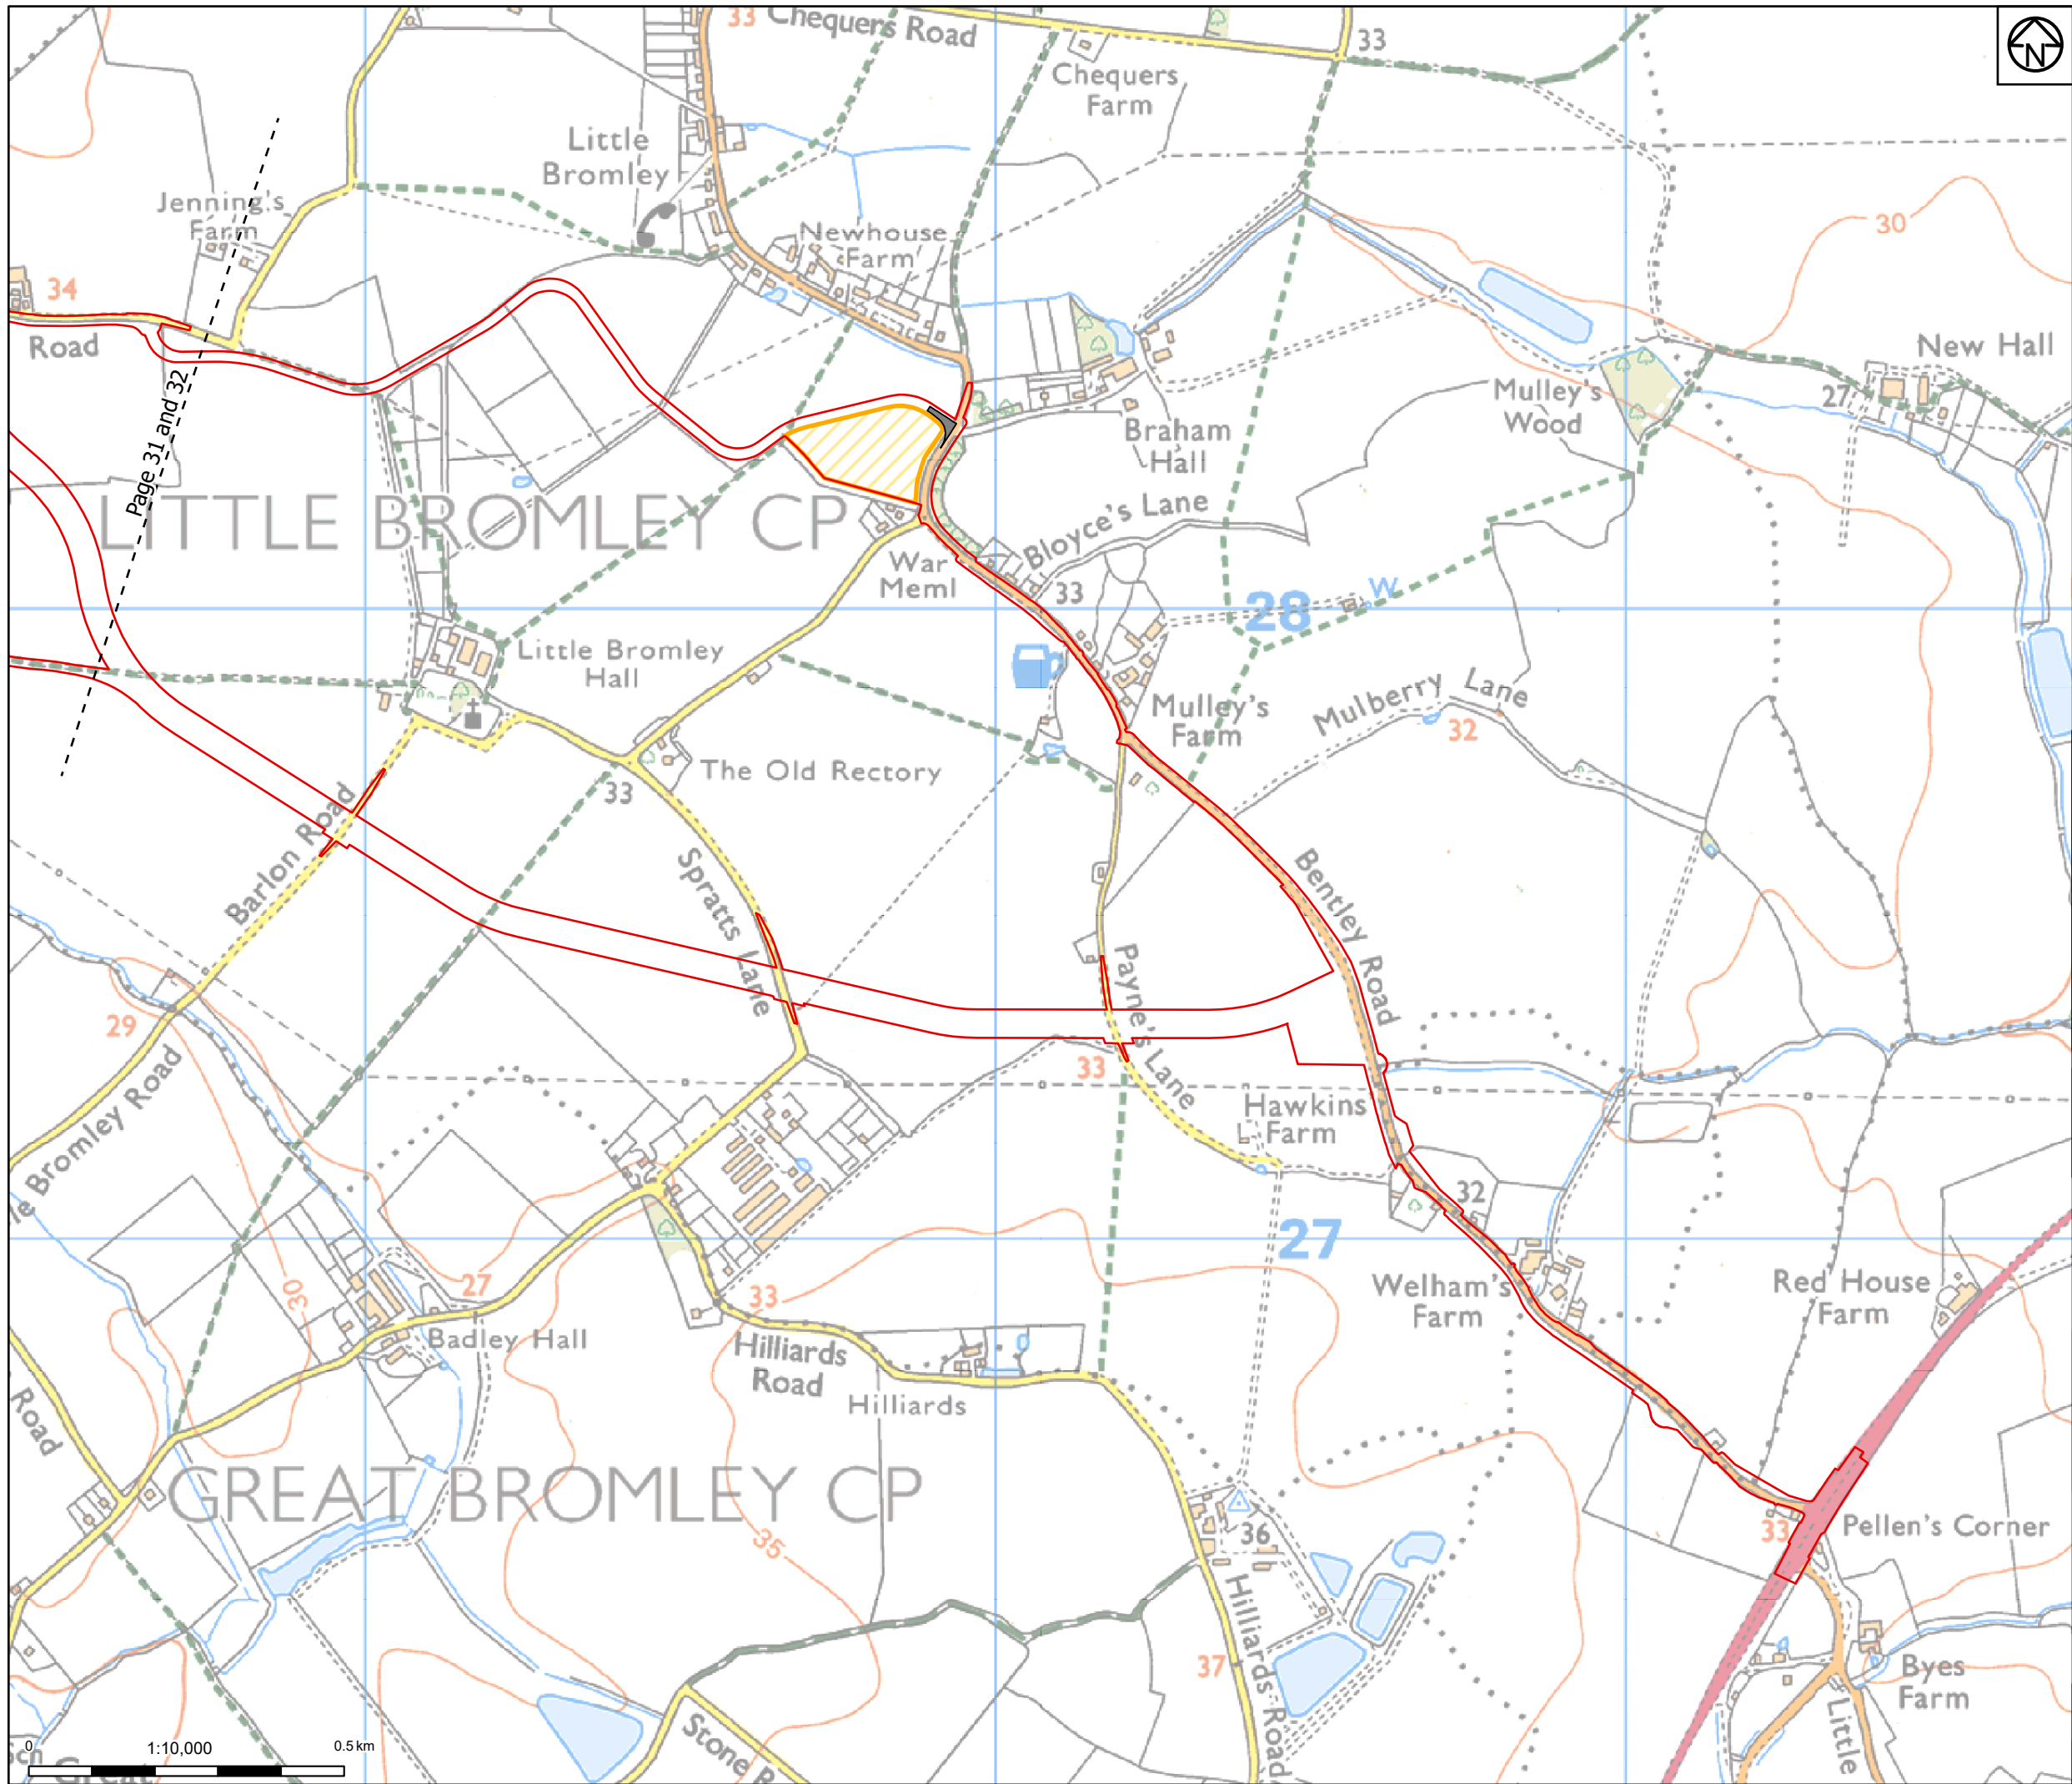 33
Chequers Road
33
N
Chequers
Farm
Little
Bromley
Jenning's
Farm
Newhouse
Farm
30
34
Road
New Hall
27
Mulley's
Wood
Braham
Hall
Page 31 and 32
LITTLE BROMLEY CP
Bloyce's Lane
War
Meml
33
28
W
Little Bromley
Hall
Mulley's
Farm
Mulberry Lane
32
The Old Rectory
33
Barlon Road
Spratts Lane
Bentley Road
Payne's Lane
29
33
le Bromley Road
Hawkins
Farm
32
27
30
27
33
Welham's
Farm
Red House
Farm
Badley Hall
Hilliards
Road
Hilliards
Road
GREAT BROMLEY CP
35
36
33
Pellen's Corner
Hilliards Road
37
Byes
Farm
Little
Stone R
Great
0
1:10,000
0.5 km